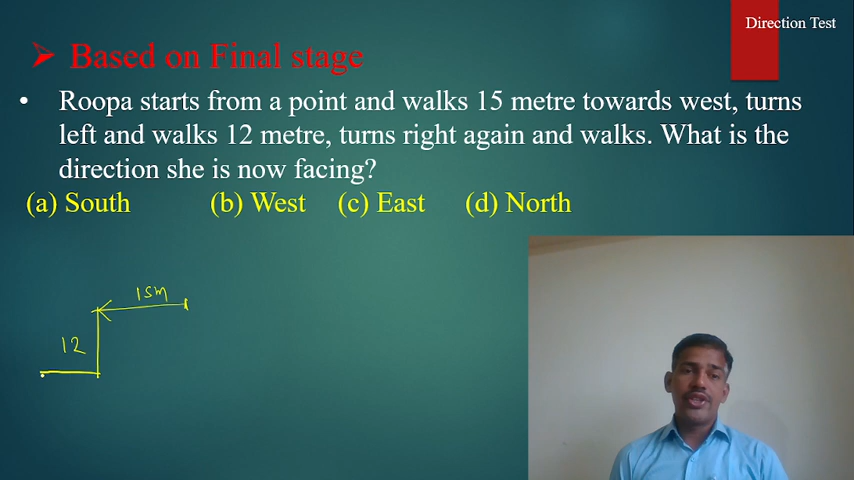 Direction Test
Based on Final stage
• Roopa starts from a point and walks 15 metre towards west, turns
left and walks 12 metre, turns right again and walks. What is the
direction she is now facing?
(a) South (b) West (c) East (d) North
15m
12